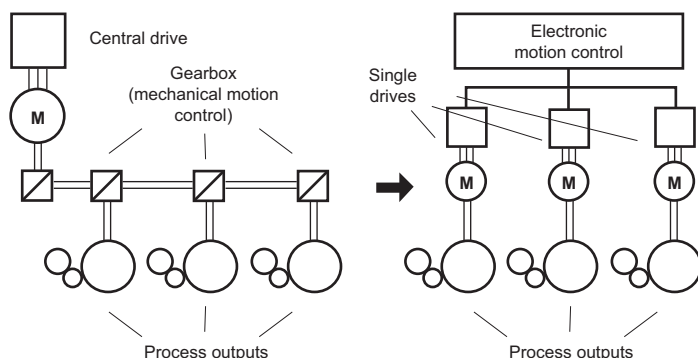 Central drive
M
Gearbox
(mechanical motion
control)
Process outputs
Electronic
motion control
Single
drives
M
M
M
Process outputs